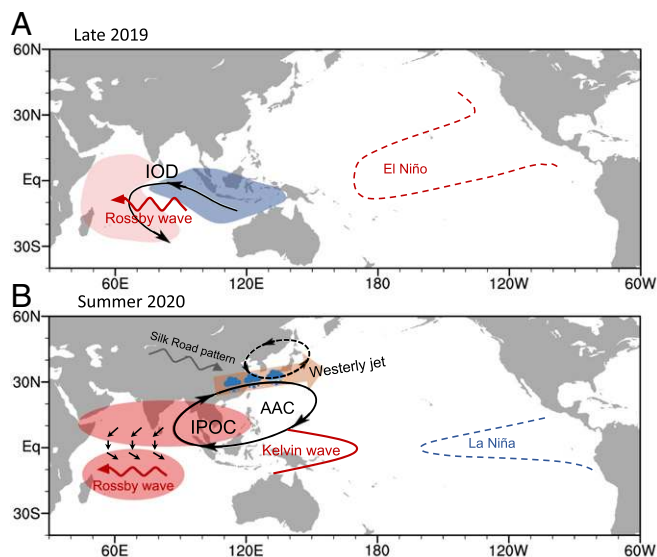 A
Late 2019
60N
30N
Eq
30S
IOD
Rossby wave
El Niño
60E
120E
180
120W
60W
B
Summer 2020
60N
30N
Eq
30S
Silk Road pattern
Westerly jet
AAC
IPOC
Kelvin wave
La Niña
Rossby wave
60E
120E
180
120W
60W